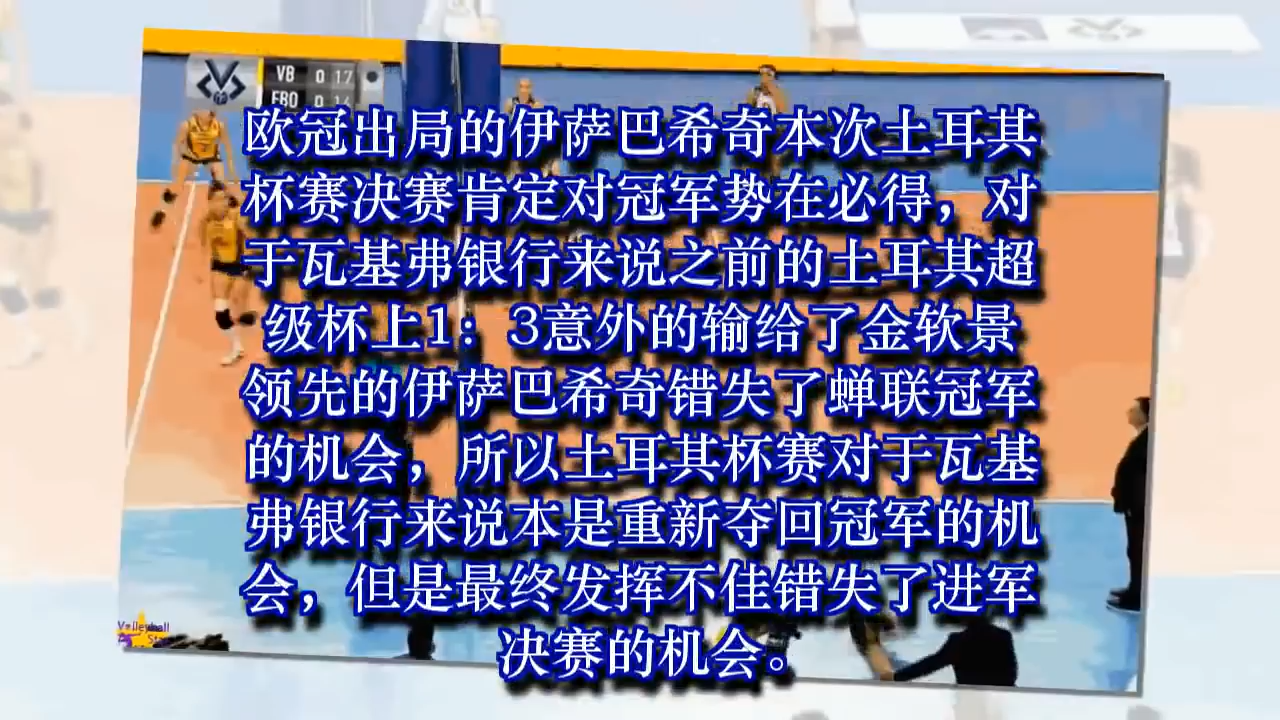 VB 0 17
FBO 0
欧冠出局的伊萨巴希奇本次土耳其
杯赛决赛肯定对冠军势在必得，对
于瓦基弗银行来说之前的土耳其超
级杯上1：3意外的输给了金软景
领先的伊萨巴希奇错失了蝉联冠军
的机会，所以土耳其杯赛对于瓦基
弗银行来说本是重新夺回冠军的机
会，但是最终发挥不佳错失了进军
决赛的机会。
Volleyball